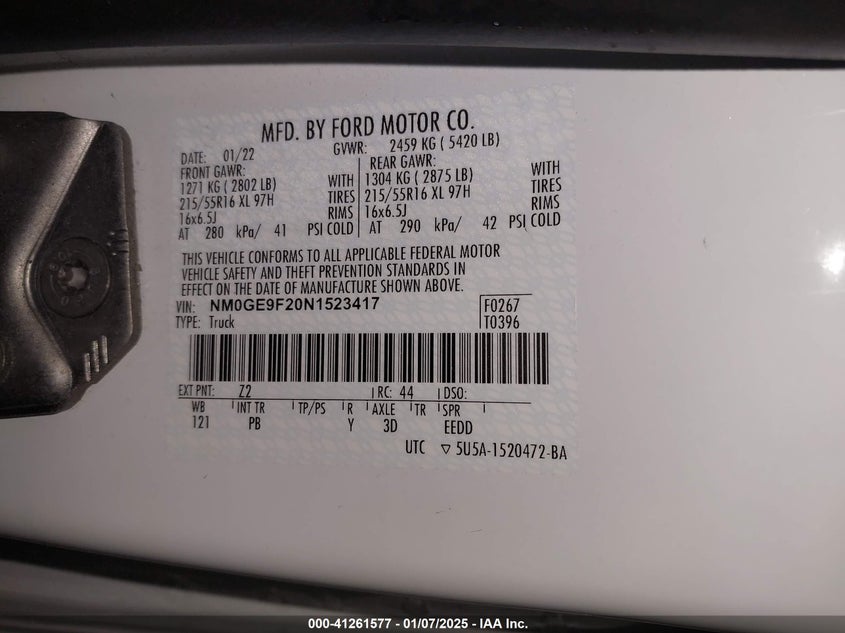 MFD. BY FORD MOTOR CO.
DATE: 01/22 GVWR: 2459 KG ( 5420 LB)
FRONT GAWR: REAR GAWR:
1271 KG ( 2802 LB) WITH 1304 KG ( 2875 LB) WITH
215/55R16 XL 97H TIRES 215/55R16 XL 97H TIRES
16x6.5J RIMS 16x6.5J RIMS
AT 280 kPa/ 41 PSI COLD AT 290 kPa/ 42 PSI COLD
THIS VEHICLE CONFORMS TO ALL APPLICABLE FEDERAL MOTOR
VEHICLE SAFETY AND THEFT PREVENTION STANDARDS IN
EFFECT ON THE DATE OF MANUFACTURE SHOWN ABOVE.
VIN: NM0GE9F20N1523417 F0267
TYPE: Truck T0396
EXT PNT: Z2 RC: 44 DSO:
WB INT TR TP/PS R AXLE TR SPR
121 PB Y 3D EEDD
UTC ▽ 5U5A-1520472-BA
000-41261577 - 01/07/2025 - IAA Inc.